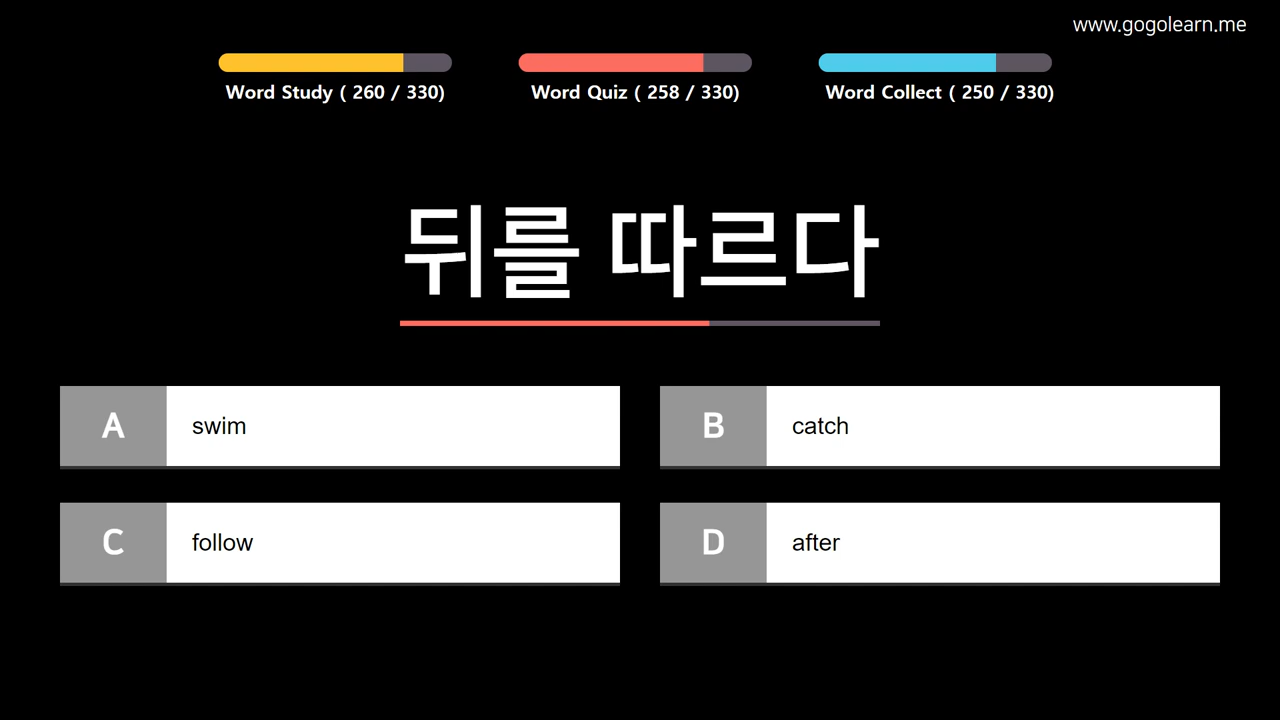 www.gogolearn.me
Word Study ( 260 / 330)
Word Quiz ( 258 / 330)
Word Collect ( 250 / 330)
뒤를 따르다
A swim
B catch
C follow
D after